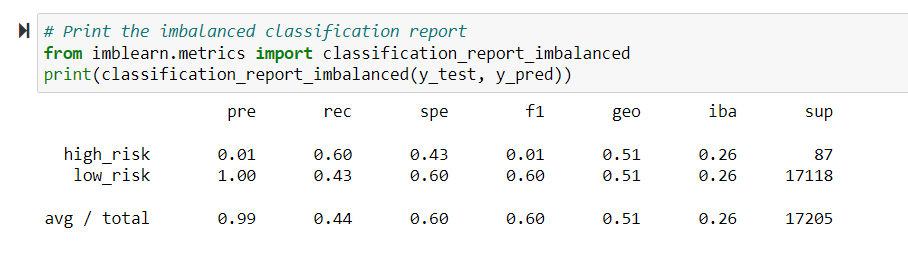 # Print the imbalanced classification report
from imblearn.metrics import classification_report_imbalanced
print(classification_report_imbalanced(y_test, y_pred))
pre rec spe f1 geo iba sup
high_risk 0.01 0.60 0.43 0.01 0.51 0.26 87
low_risk 1.00 0.43 0.60 0.60 0.51 0.26 17118
avg / total 0.99 0.44 0.60 0.60 0.51 0.26 17205